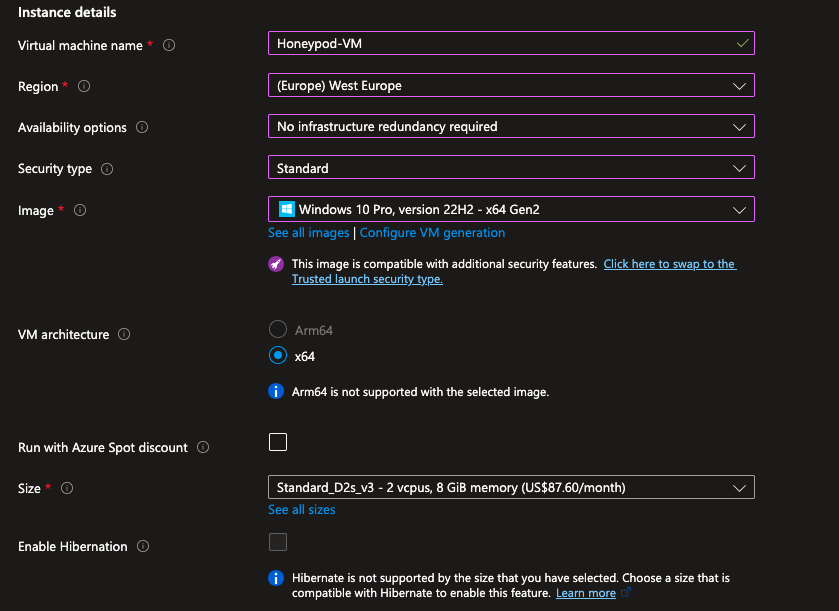 Instance details
Virtual machine name * Honeypod-VM
Region * (Europe) West Europe
Availability options No infrastructure redundancy required
Security type Standard
Image * Windows 10 Pro, version 22H2 - x64 Gen2
See all images | Configure VM generation
This image is compatible with additional security features. Click here to swap to the
Trusted launch security type.
VM architecture
Arm64
x64
Arm64 is not supported with the selected image.
Run with Azure Spot discount
Size * Standard_D2s_v3 - 2 vcpus, 8 GiB memory (US$87.60/month)
See all sizes
Enable Hibernation
Hibernate is not supported by the size that you have selected. Choose a size that is
compatible with Hibernate to enable this feature. Learn more